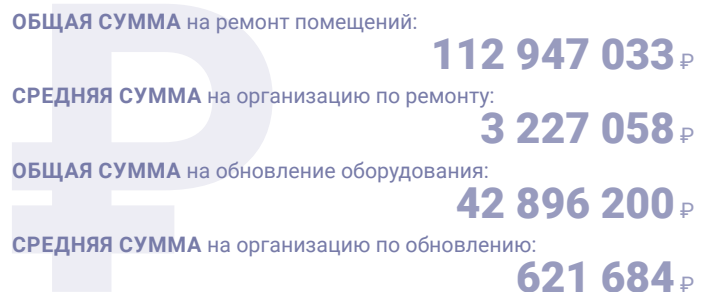 ОБЩАЯ СУММА на ремонт помещений:
112 947 033 ₽
СРЕДНЯЯ СУММА на организацию по ремонту:
3 227 058 ₽
ОБЩАЯ СУММА на обновление оборудования:
42 896 200 ₽
СРЕДНЯЯ СУММА на организацию по обновлению:
621 684 ₽